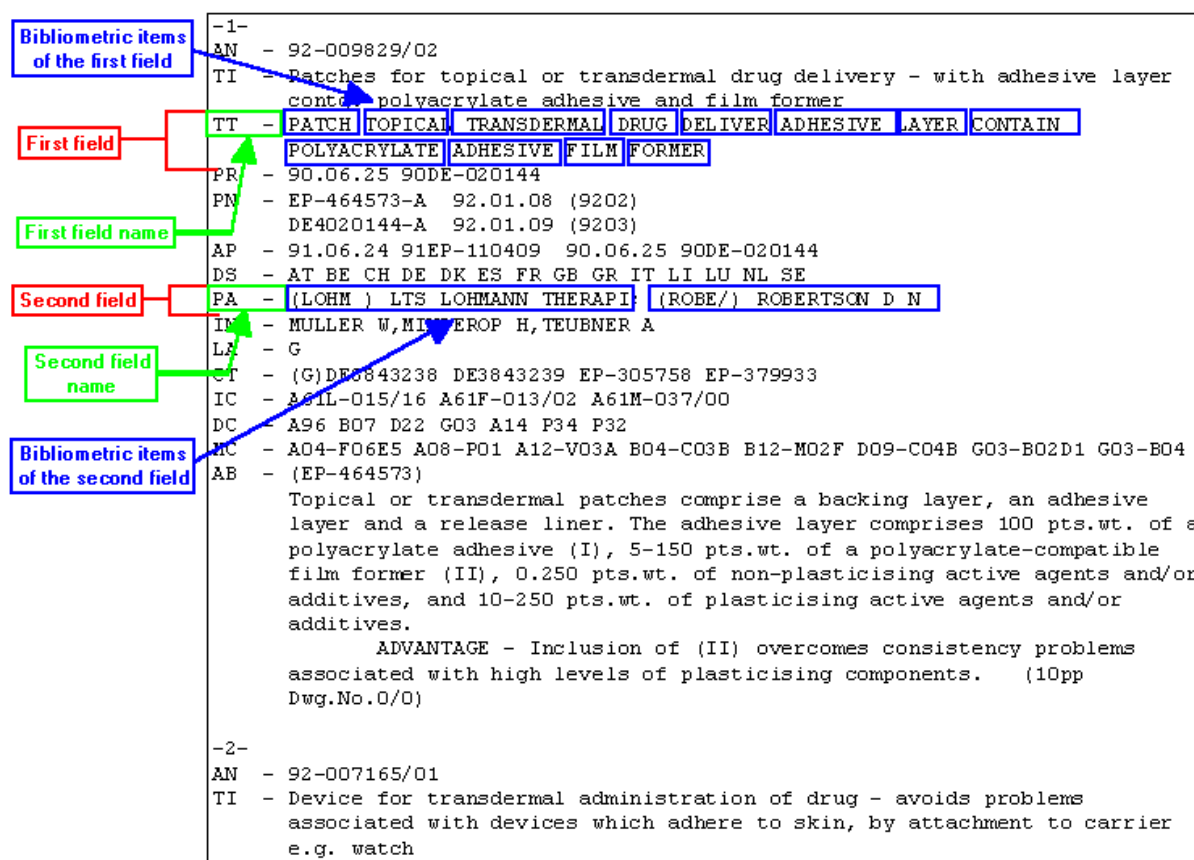 Bibliometric items
of the first field
First field
First field name
Second field
Second field
name
Bibliometric items
of the second field
-1-
AN - 92-009829/02
TI - Patches for topical or transdermal drug delivery - with adhesive layer
polyacrylate adhesive and film former
TT - PATCH TOPICAL TRANSDERMAL DRUG DELIVER ADHESIVE LAYER CONTAIN
POLYACRYLATE ADHESIVE FILM FORMER
PR - 90.06.25 90DE-020144
PN - EP-464573-A 92.01.08 (9202)
DE4020144-A 92.01.09 (9203)
AP - 91.06.24 91EP-110409 90.06.25 90DE-020144
DS - AT BE CH DE DK ES FR GB GR IT LI LU NL SE
PA - (LOHM ) LTS LOHMANN THERAPI; (ROBE/) ROBERTSON D N
IN - MULLER W, H,TEUBNER A
LA - G
CT - (G)DE3843238 DE3843239 EP-305758 EP-379933
IC - A61L-015/16 A61F-013/02 A61M-037/00
DC - A96 B07 D22 G03 A14 P34 P32
MC - A04-F06E5 A08-P01 A12-V03A B04-C03B B12-M02F D09-C04B G03-B02D1 G03-B04
AB - (EP-464573)
Topical or transdermal patches comprise a backing layer, an adhesive
layer and a release liner. The adhesive layer comprises 100 pts.wt. of a
polyacrylate adhesive (I), 5-150 pts.wt. of a polyacrylate-compatible
film former (II), 0.250 pts.wt. of non-plasticising active agents and/or
additives, and 10-250 pts.wt. of plasticising active agents and/or
additives.
ADVANTAGE - Inclusion of (II) overcomes consistency problems
associated with high levels of plasticising components. (10pp
Dwg.No.0/0)
-2-
AN - 92-007165/01
TI - Device for transdermal administration of drug - avoids problems
associated with devices which adhere to skin, by attachment to carrier
e.g. watch